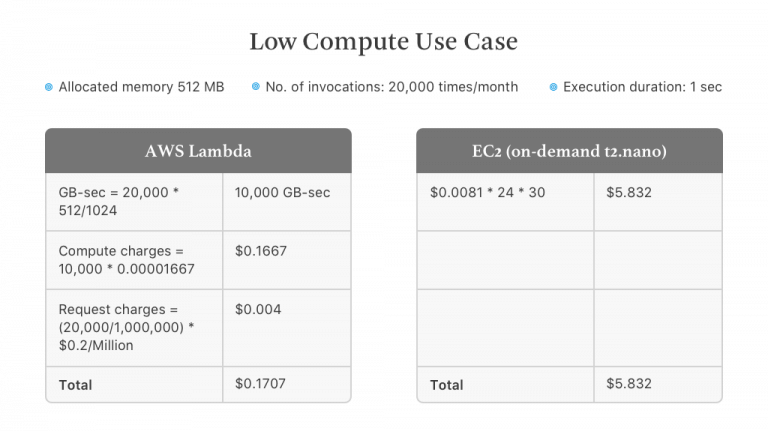 Low Compute Use Case
Allocated memory 512 MB
No. of invocations: 20,000 times/month
Execution duration: 1 sec
AWS Lambda
GB-sec = 20,000 *
512/1024
10,000 GB-sec
Compute charges =
10,000 * 0.00001667
$0.1667
Request charges =
(20,000/1,000,000) *
$0.2/Million
$0.004
Total
$0.1707
EC2 (on-demand t2.nano)
$0.0081 * 24 * 30
$5.832
Total
$5.832